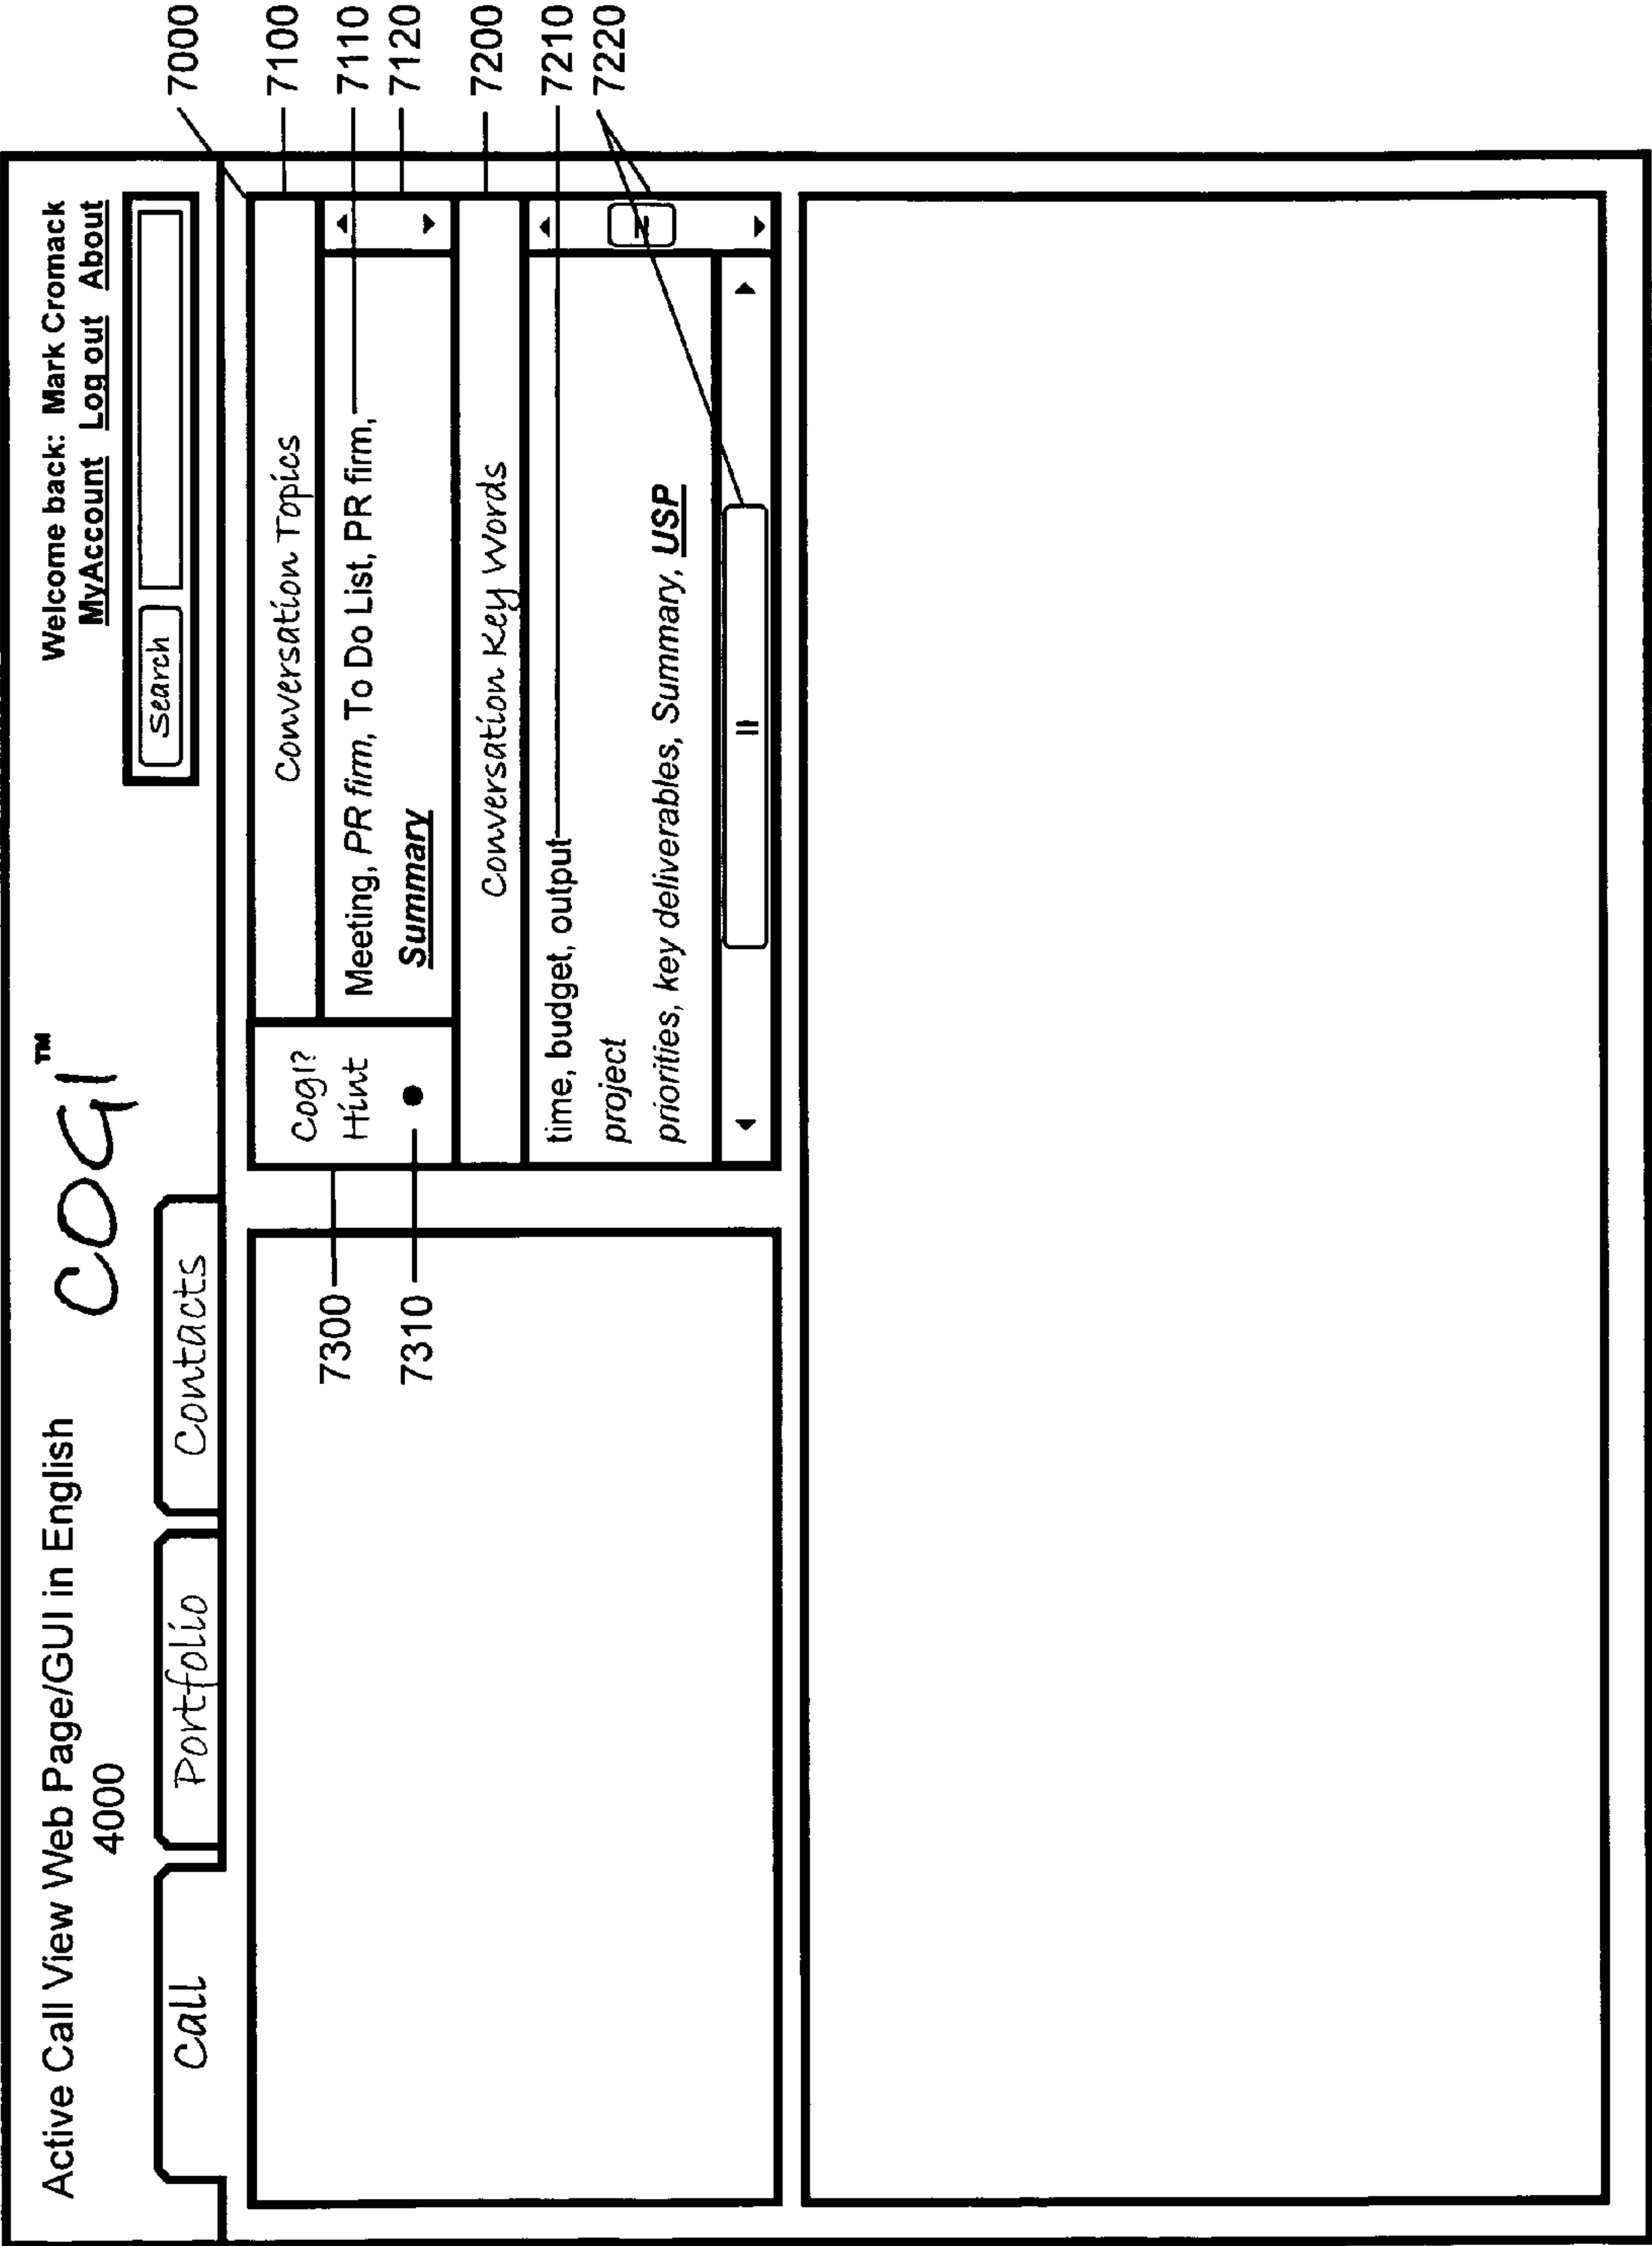 Active Call View Web Page/GUI in English
4000
COGI™
Welcome back: Mark Cromack
MyAccount Log out About
search
Call
Portfolio
Contacts
7000
Cogi?
Hint
Conversation Topics
7100
Meeting, PR firm, To Do List, PR firm,
7110
Summary
7120
7300
7310
Conversation Key Words
7200
time, budget, output
7210
project
7220
priorities, key deliverables, Summary, USP